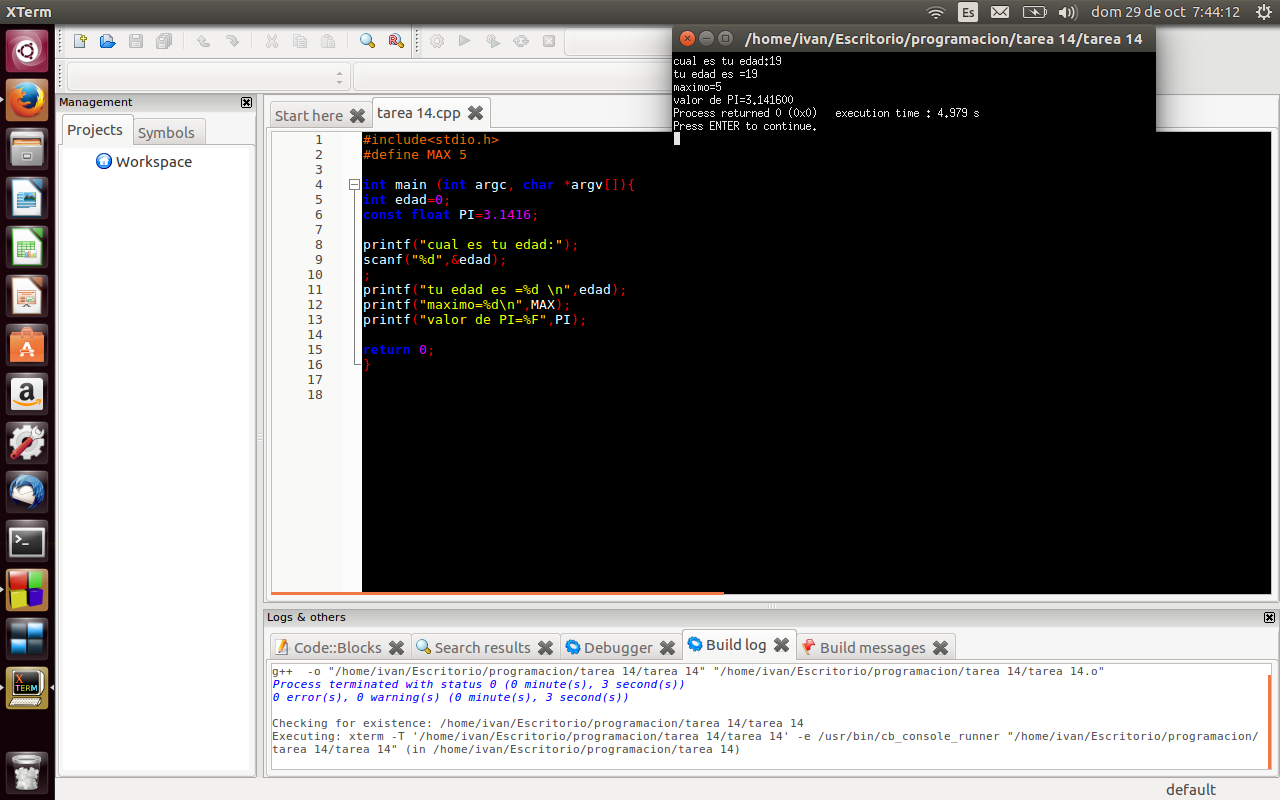 XTerm
Es
dom 29 de oct 7:44:12
/home/ivan/Escritorio/programacion/tarea 14/tarea 14
cual es tu edad:19
tu edad es =19
maximo=5
valor de PI=3.141600
Process returned 0 (0x0)   execution time : 4.979 s
Press ENTER to continue.
Management
Projects
Symbols
Workspace
Start here
tarea 14.cpp
1 #include<stdio.h>
2 #define MAX 5
3
4 int main (int argc, char *argv[]){
5 int edad=0;
6 const float PI=3.1416;
7
8 printf("cual es tu edad:");
9 scanf("%d",&edad);
10 ;
11 printf("tu edad es =%d \n",edad);
12 printf("maximo=%d\n",MAX);
13 printf("valor de PI=%F",PI);
14
15 return 0;
16 }
17
18
Logs & others
Code::Blocks
Search results
Debugger
Build log
Build messages
g++  -o "/home/ivan/Escritorio/programacion/tarea 14/tarea 14" "/home/ivan/Escritorio/programacion/tarea 14/tarea 14.o"
Process terminated with status 0 (0 minute(s), 3 second(s))
0 error(s), 0 warning(s) (0 minute(s), 3 second(s))
Checking for existence: /home/ivan/Escritorio/programacion/tarea 14/tarea 14
Executing: xterm -T '/home/ivan/Escritorio/programacion/tarea 14/tarea 14' -e /usr/bin/cb_console_runner "/home/ivan/Escritorio/programacion/
tarea 14/tarea 14" (in /home/ivan/Escritorio/programacion/tarea 14)
X
TERM
default